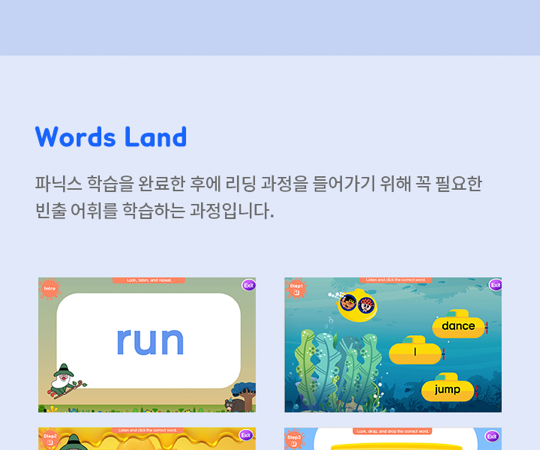 Words Land
파닉스 학습을 완료한 후에 리딩 과정을 들어가기 위해 꼭 필요한
빈출 어휘를 학습하는 과정입니다.
Intro
Look, listen, and repeat.
Exit
run
Step1
Listen and click the correct word.
Exit
dance
I
jump
Step2
Listen and click the correct word.
Exit
Step3
Look, stop, and drop the correct word.
Exit